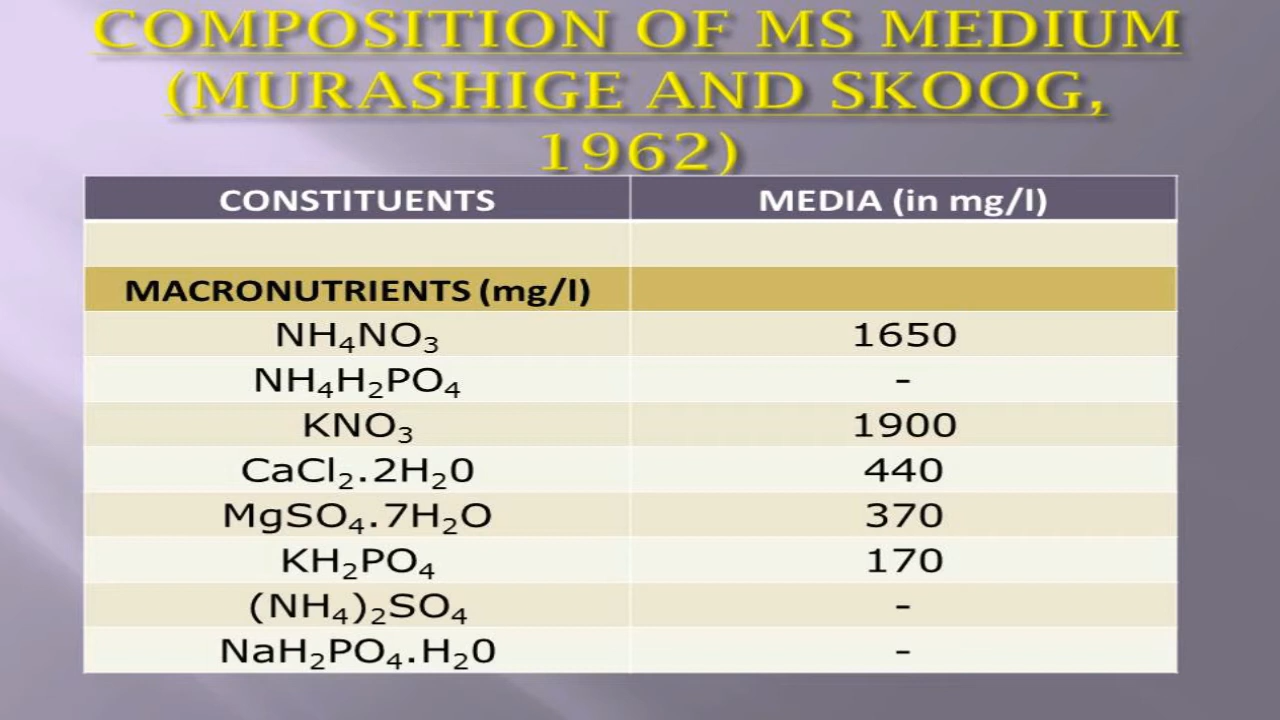 COMPOSITION OF MS MEDIUM
(MURASHIGE AND SKOOG,
1962)
CONSTITUENTS MEDIA (in mg/l)
MACRONUTRIENTS (mg/l)
NH₄NO₃ 1650
NH₄H₂PO₄ -
KNO₃ 1900
CaCl₂.2H₂0 440
MgSO₄.7H₂O 370
KH₂PO₄ 170
(NH₄)₂SO₄ -
NaH₂PO₄.H₂0 -